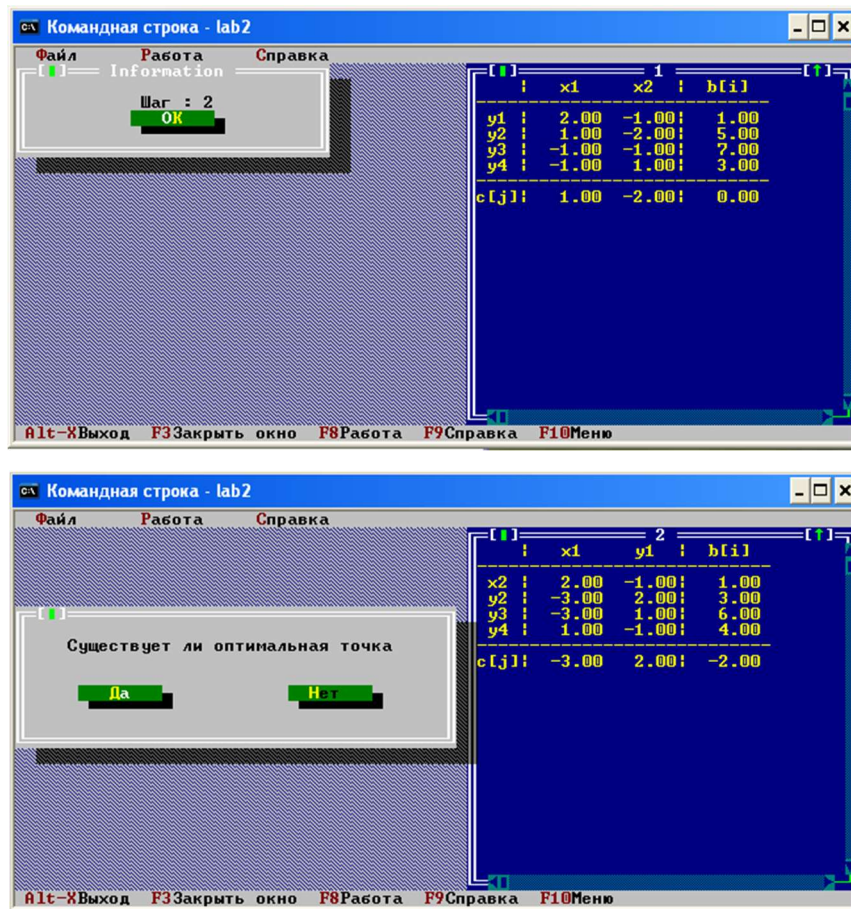 Командная строка - lab2
Файл Работа Справка
Information
Шаг : 2
OK
1
x1 x2 ¦ b[i]
y1 ¦ 2.00 -1.00¦ 1.00
y2 ¦ 1.00 -2.00¦ 5.00
y3 ¦ -1.00 -1.00¦ 7.00
y4 ¦ -1.00 1.00¦ 3.00
c[j]¦ 1.00 -2.00¦ 0.00
Alt-XВыход F3Закрыть окно F8Работа F9Справка F10Меню
Командная строка - lab2
Файл Работа Справка
Существует ли оптимальная точка
Да Нет
2
x1 y1 ¦ b[i]
x2 ¦ 2.00 -1.00¦ 1.00
y2 ¦ -3.00 2.00¦ 3.00
y3 ¦ -3.00 1.00¦ 6.00
y4 ¦ 1.00 -1.00¦ 4.00
c[j]¦ -3.00 2.00¦ -2.00
Alt-XВыход F3Закрыть окно F8Работа F9Справка F10Меню